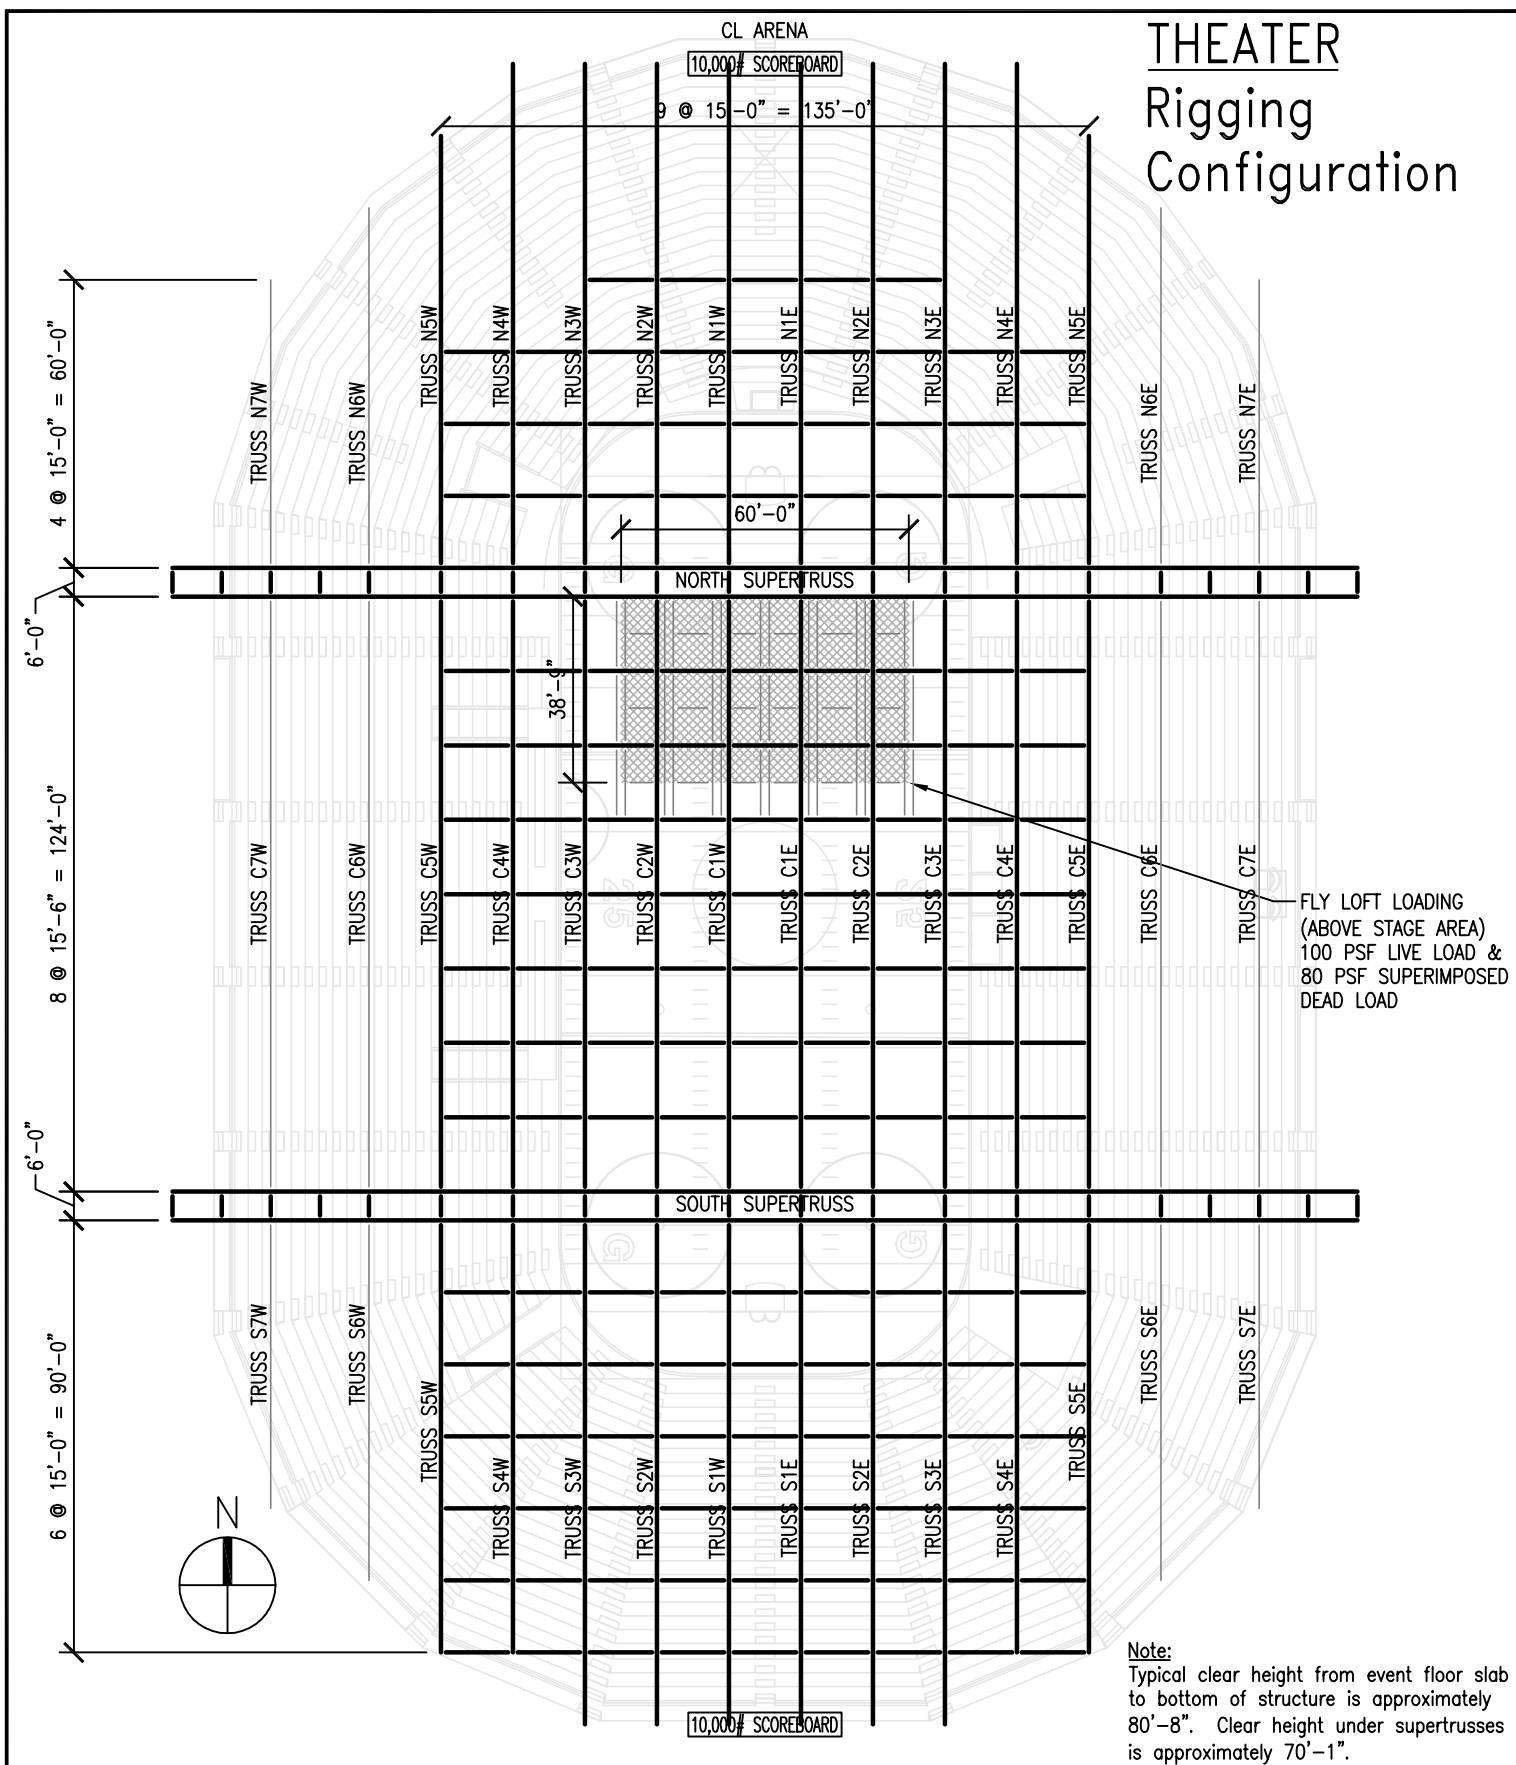 CL ARENA
10,000# SCOREBOARD
9 @ 15'-0" = 135'-0"
THEATER
Rigging
Configuration
4 @ 15'-0" = 60'-0"
TRUSS N7W
TRUSS N6W
TRUSS N5W
TRUSS N4W
TRUSS N3W
TRUSS N2W
TRUSS N1W
TRUSS N1E
TRUSS N2E
TRUSS N3E
TRUSS N4E
TRUSS N5E
TRUSS N6E
TRUSS N7E
60'-0"
NORTH SUPERTRUSS
6'-0"
38'-9"
8 @ 15'-6" = 124'-0"
TRUSS C7W
TRUSS C6W
TRUSS C5W
TRUSS C4W
TRUSS C3W
TRUSS C2W
TRUSS C1W
TRUSS C1E
TRUSS C2E
TRUSS C3E
TRUSS C4E
TRUSS C5E
TRUSS C6E
TRUSS C7E
FLY LOFT LOADING
(ABOVE STAGE AREA)
100 PSF LIVE LOAD &
80 PSF SUPERIMPOSED
DEAD LOAD
6'-0"
SOUTH SUPERTRUSS
6 @ 15'-0" = 90'-0"
TRUSS S7W
TRUSS S6W
TRUSS S5W
TRUSS S4W
TRUSS S3W
TRUSS S2W
TRUSS S1W
TRUSS S1E
TRUSS S2E
TRUSS S3E
TRUSS S4E
TRUSS S5E
TRUSS S6E
TRUSS S7E
N
10,000# SCOREBOARD
Note:
Typical clear height from event floor slab
to bottom of structure is approximately
80'-8". Clear height under supertrusses
is approximately 70'-1".